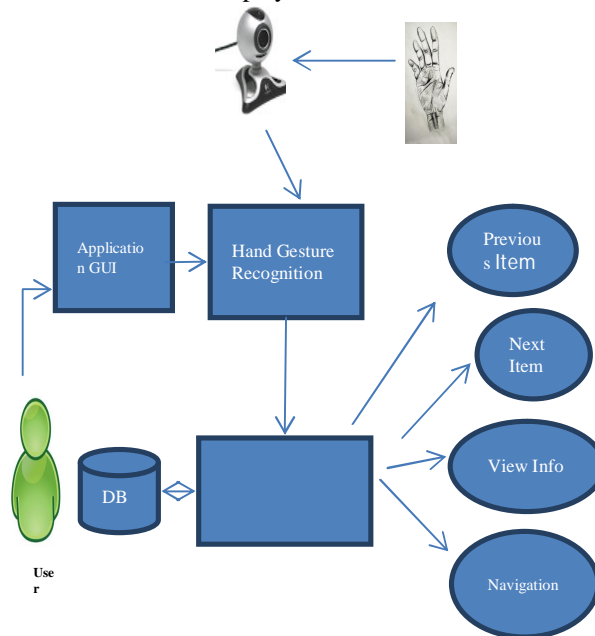 Applicatio
n GUI
Hand Gesture
Recognition
Previou
s Item
Next
Item
DB
View Info
Use
r
Navigation